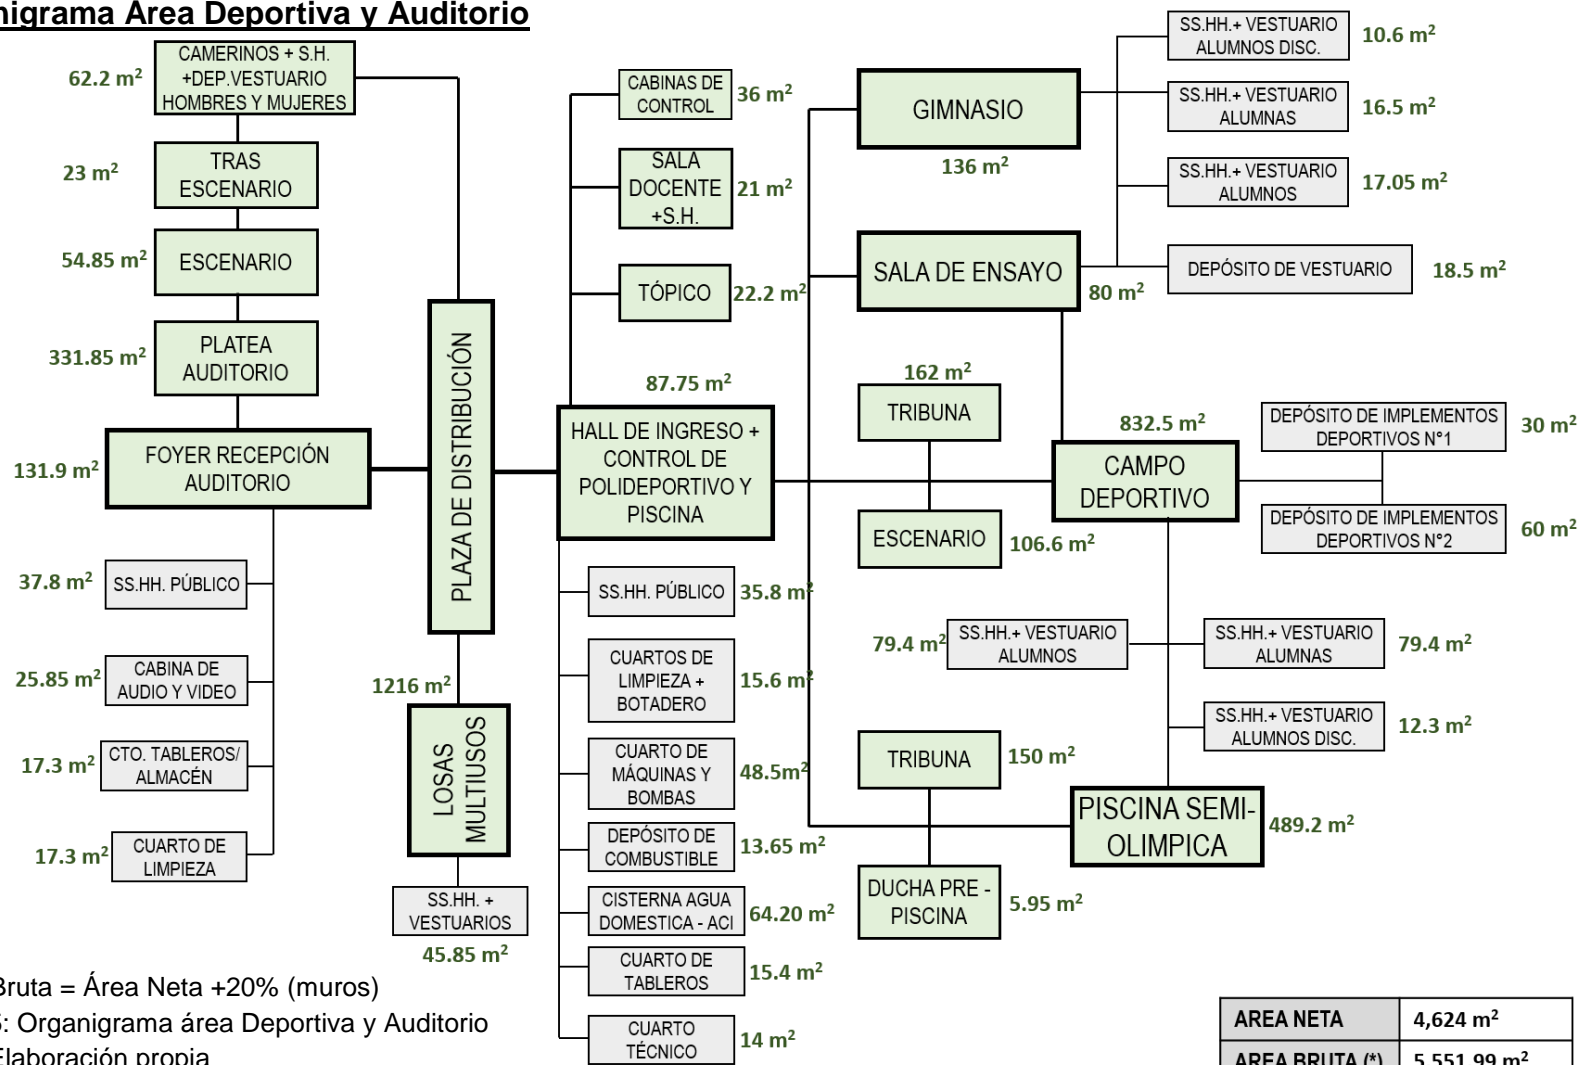 nigrama Área Deportiva y Auditorio
CAMERINOS + S.H.
+DEP.VESTUARIO
HOMBRES Y MUJERES
62.2 m²
TRAS
ESCENARIO
23 m²
ESCENARIO
54.85 m²
PLATEA
AUDITORIO
331.85 m²
FOYER RECEPCIÓN
AUDITORIO
131.9 m²
SS.HH. PÚBLICO
37.8 m²
CABINA DE
AUDIO Y VIDEO
25.85 m²
CTO. TABLEROS/
ALMACÉN
17.3 m²
CUARTO DE
LIMPIEZA
17.3 m²
PLAZA DE DISTRIBUCIÓN
1216 m²
LOSAS
MULTIUSOS
SS.HH. +
VESTUARIOS
45.85 m²
CABINAS DE
CONTROL
36 m²
SALA
DOCENTE
+S.H.
21 m²
TÓPICO
22.2 m²
87.75 m²
HALL DE INGRESO +
CONTROL DE
POLIDEPORTIVO Y
PISCINA
SS.HH. PÚBLICO
35.8 m²
CUARTOS DE
LIMPIEZA +
BOTADERO
15.6 m²
CUARTO DE
MÁQUINAS Y
BOMBAS
48.5m²
DEPÓSITO DE
COMBUSTIBLE
13.65 m²
CISTERNA AGUA
DOMESTICA - ACI
64.20 m²
CUARTO DE
TABLEROS
15.4 m²
CUARTO
TÉCNICO
14 m²
GIMNASIO
136 m²
SS.HH.+ VESTUARIO
ALUMNOS DISC.
10.6 m²
SS.HH.+ VESTUARIO
ALUMNAS
16.5 m²
SS.HH.+ VESTUARIO
ALUMNOS
17.05 m²
SALA DE ENSAYO
80 m²
DEPÓSITO DE VESTUARIO
18.5 m²
162 m²
TRIBUNA
ESCENARIO
106.6 m²
832.5 m²
CAMPO
DEPORTIVO
DEPÓSITO DE IMPLEMENTOS
DEPORTIVOS N°1
30 m²
DEPÓSITO DE IMPLEMENTOS
DEPORTIVOS N°2
60 m²
79.4 m²
SS.HH.+ VESTUARIO
ALUMNOS
SS.HH.+ VESTUARIO
ALUMNAS
79.4 m²
SS.HH.+ VESTUARIO
ALUMNOS DISC.
12.3 m²
TRIBUNA
150 m²
PISCINA SEMI-
OLIMPICA
489.2 m²
DUCHA PRE -
PISCINA
5.95 m²
Bruta = Área Neta +20% (muros)
: Organigrama área Deportiva y Auditorio
Elaboración propia
AREA NETA 4,624 m²
AREA BRUTA (*) 5,551.99 m²